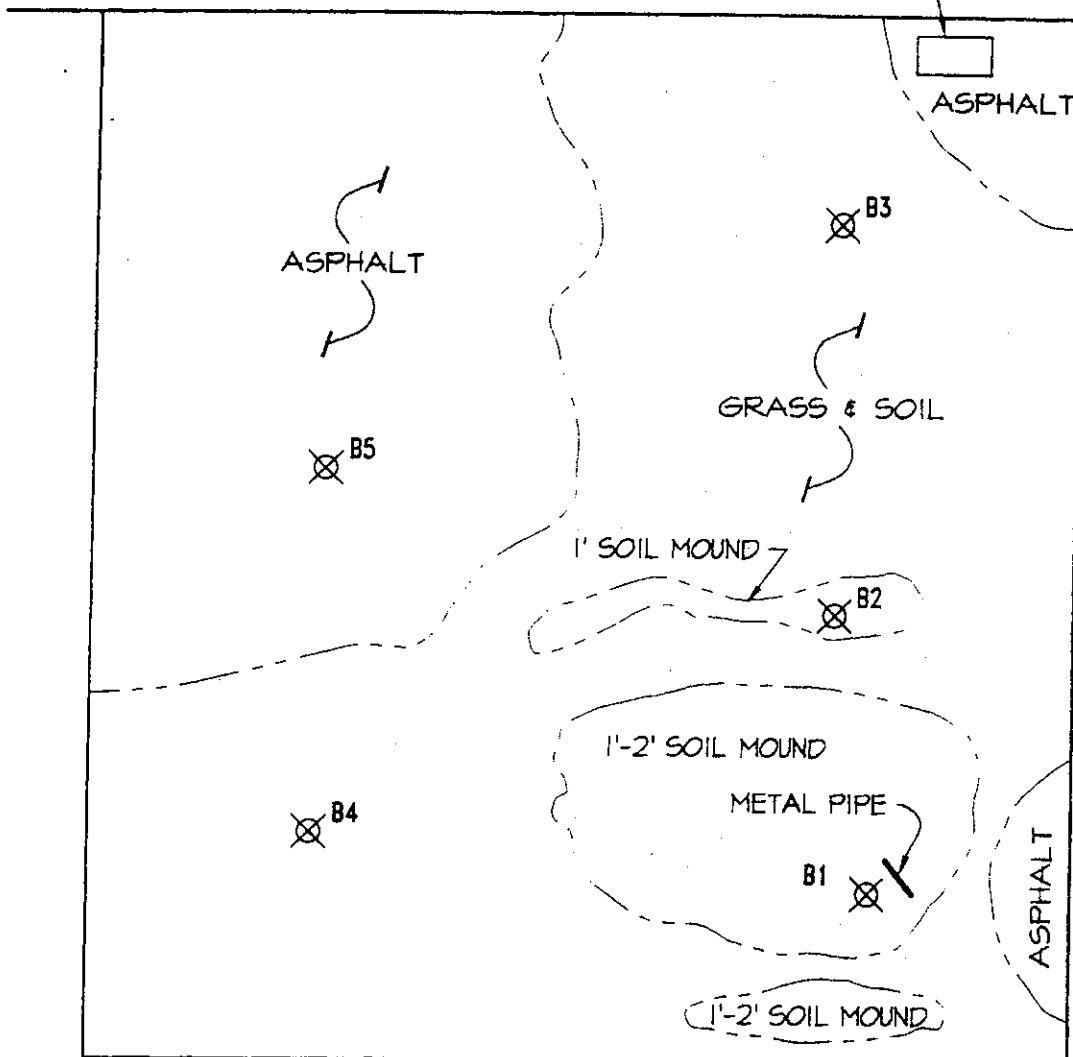 ASPHALT
B3
ASPHALT
GRASS & SOIL
B5
1' SOIL MOUND
B2
1'-2' SOIL MOUND
METAL PIPE
B4
B1
ASPHALT
1'-2' SOIL MOUND